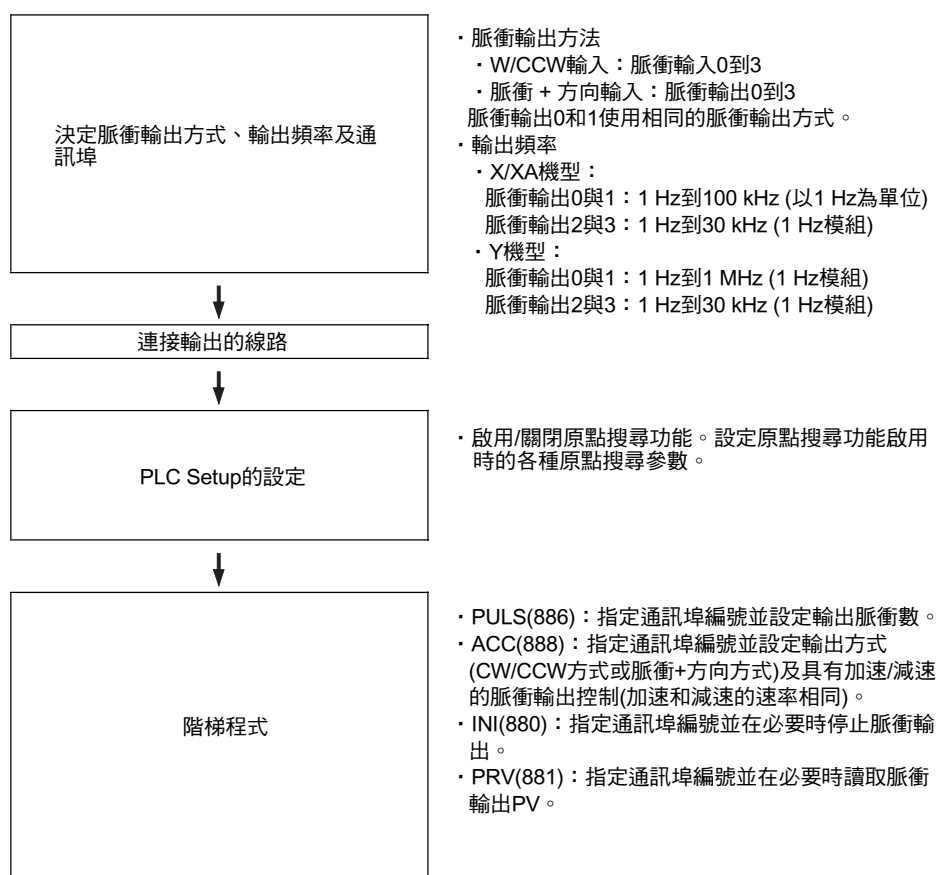 決定脈衝輸出方式、輸出頻率及通
訊埠
・脈衝輸出方法
・W/CCW輸入：脈衝輸入0到3
・脈衝 + 方向輸入：脈衝輸出0到3
脈衝輸出0和1使用相同的脈衝輸出方式。
・輸出頻率
・X/XA機型：
脈衝輸出0與1：1 Hz到100 kHz (以1 Hz為單位)
脈衝輸出2與3：1 Hz到30 kHz (1 Hz模組)
・Y機型：
脈衝輸出0與1：1 Hz到1 MHz (1 Hz模組)
脈衝輸出2與3：1 Hz到30 kHz (1 Hz模組)
連接輸出的線路
PLC Setup的設定
・啟用/關閉原點搜尋功能。設定原點搜尋功能啟用
時的各種原點搜尋參數。
階梯程式
・PULS(886)：指定通訊埠編號並設定輸出脈衝數。
・ACC(888)：指定通訊埠編號並設定輸出方式
(CW/CCW方式或脈衝+方向方式)及具有加速/減速
的脈衝輸出控制(加速和減速的速率相同)。
・INI(880)：指定通訊埠編號並在必要時停止脈衝輸
出。
・PRV(881)：指定通訊埠編號並在必要時讀取脈衝
輸出PV。